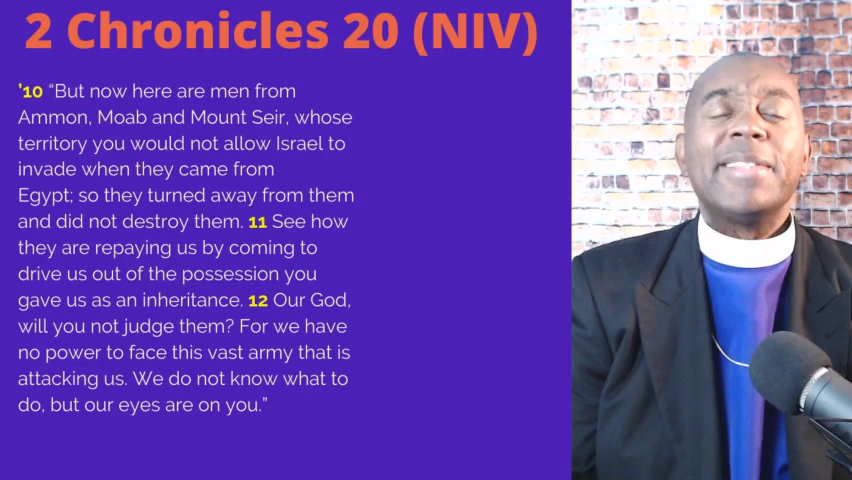 2 Chronicles 20 (NIV)
’10 “But now here are men from
Ammon, Moab and Mount Seir, whose
territory you would not allow Israel to
invade when they came from
Egypt; so they turned away from them
and did not destroy them. 11 See how
they are repaying us by coming to
drive us out of the possession you
gave us as an inheritance. 12 Our God,
will you not judge them? For we have
no power to face this vast army that is
attacking us. We do not know what to
do, but our eyes are on you.”